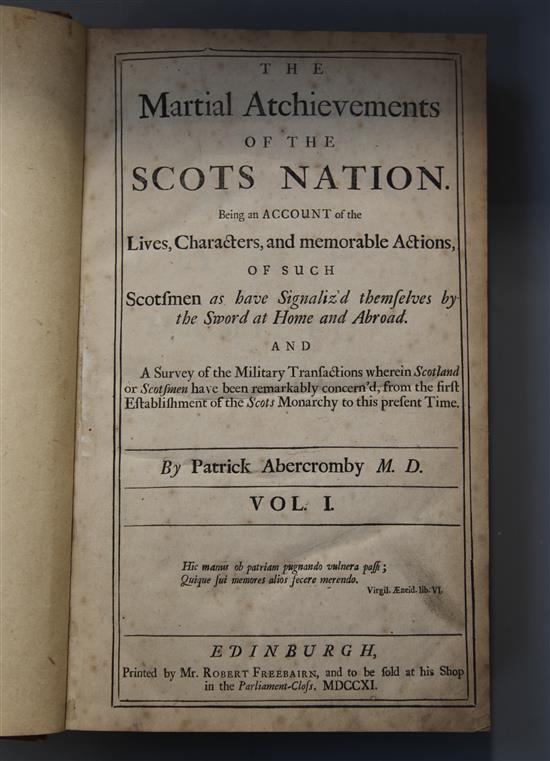 THE
Martial Atchievements
OF THE
SCOTS NATION.
Being an ACCOUNT of the
Lives, Characters, and memorable Actions,
OF SUCH
Scotſmen as have Signaliz'd themſelves by
the Sword at Home and Abroad.
AND
A Survey of the Military Tranſactions wherein Scotland
or Scotſmen have been remarkably concern'd, from the firſt
Eſtabliſhment of the Scots Monarchy to this preſent Time.
By Patrick Abercromby M. D.
VOL. I.
Hic manus ob patriam pugnando vulnera paſſi;
Quique ſui memores alios fecere merendo.
Virgil. Æneid. lib. VI.
EDINBURGH,
Printed by Mr. ROBERT FREEBAIRN, and to be ſold at his Shop
in the Parliament-Cloſs. MDCCXI.